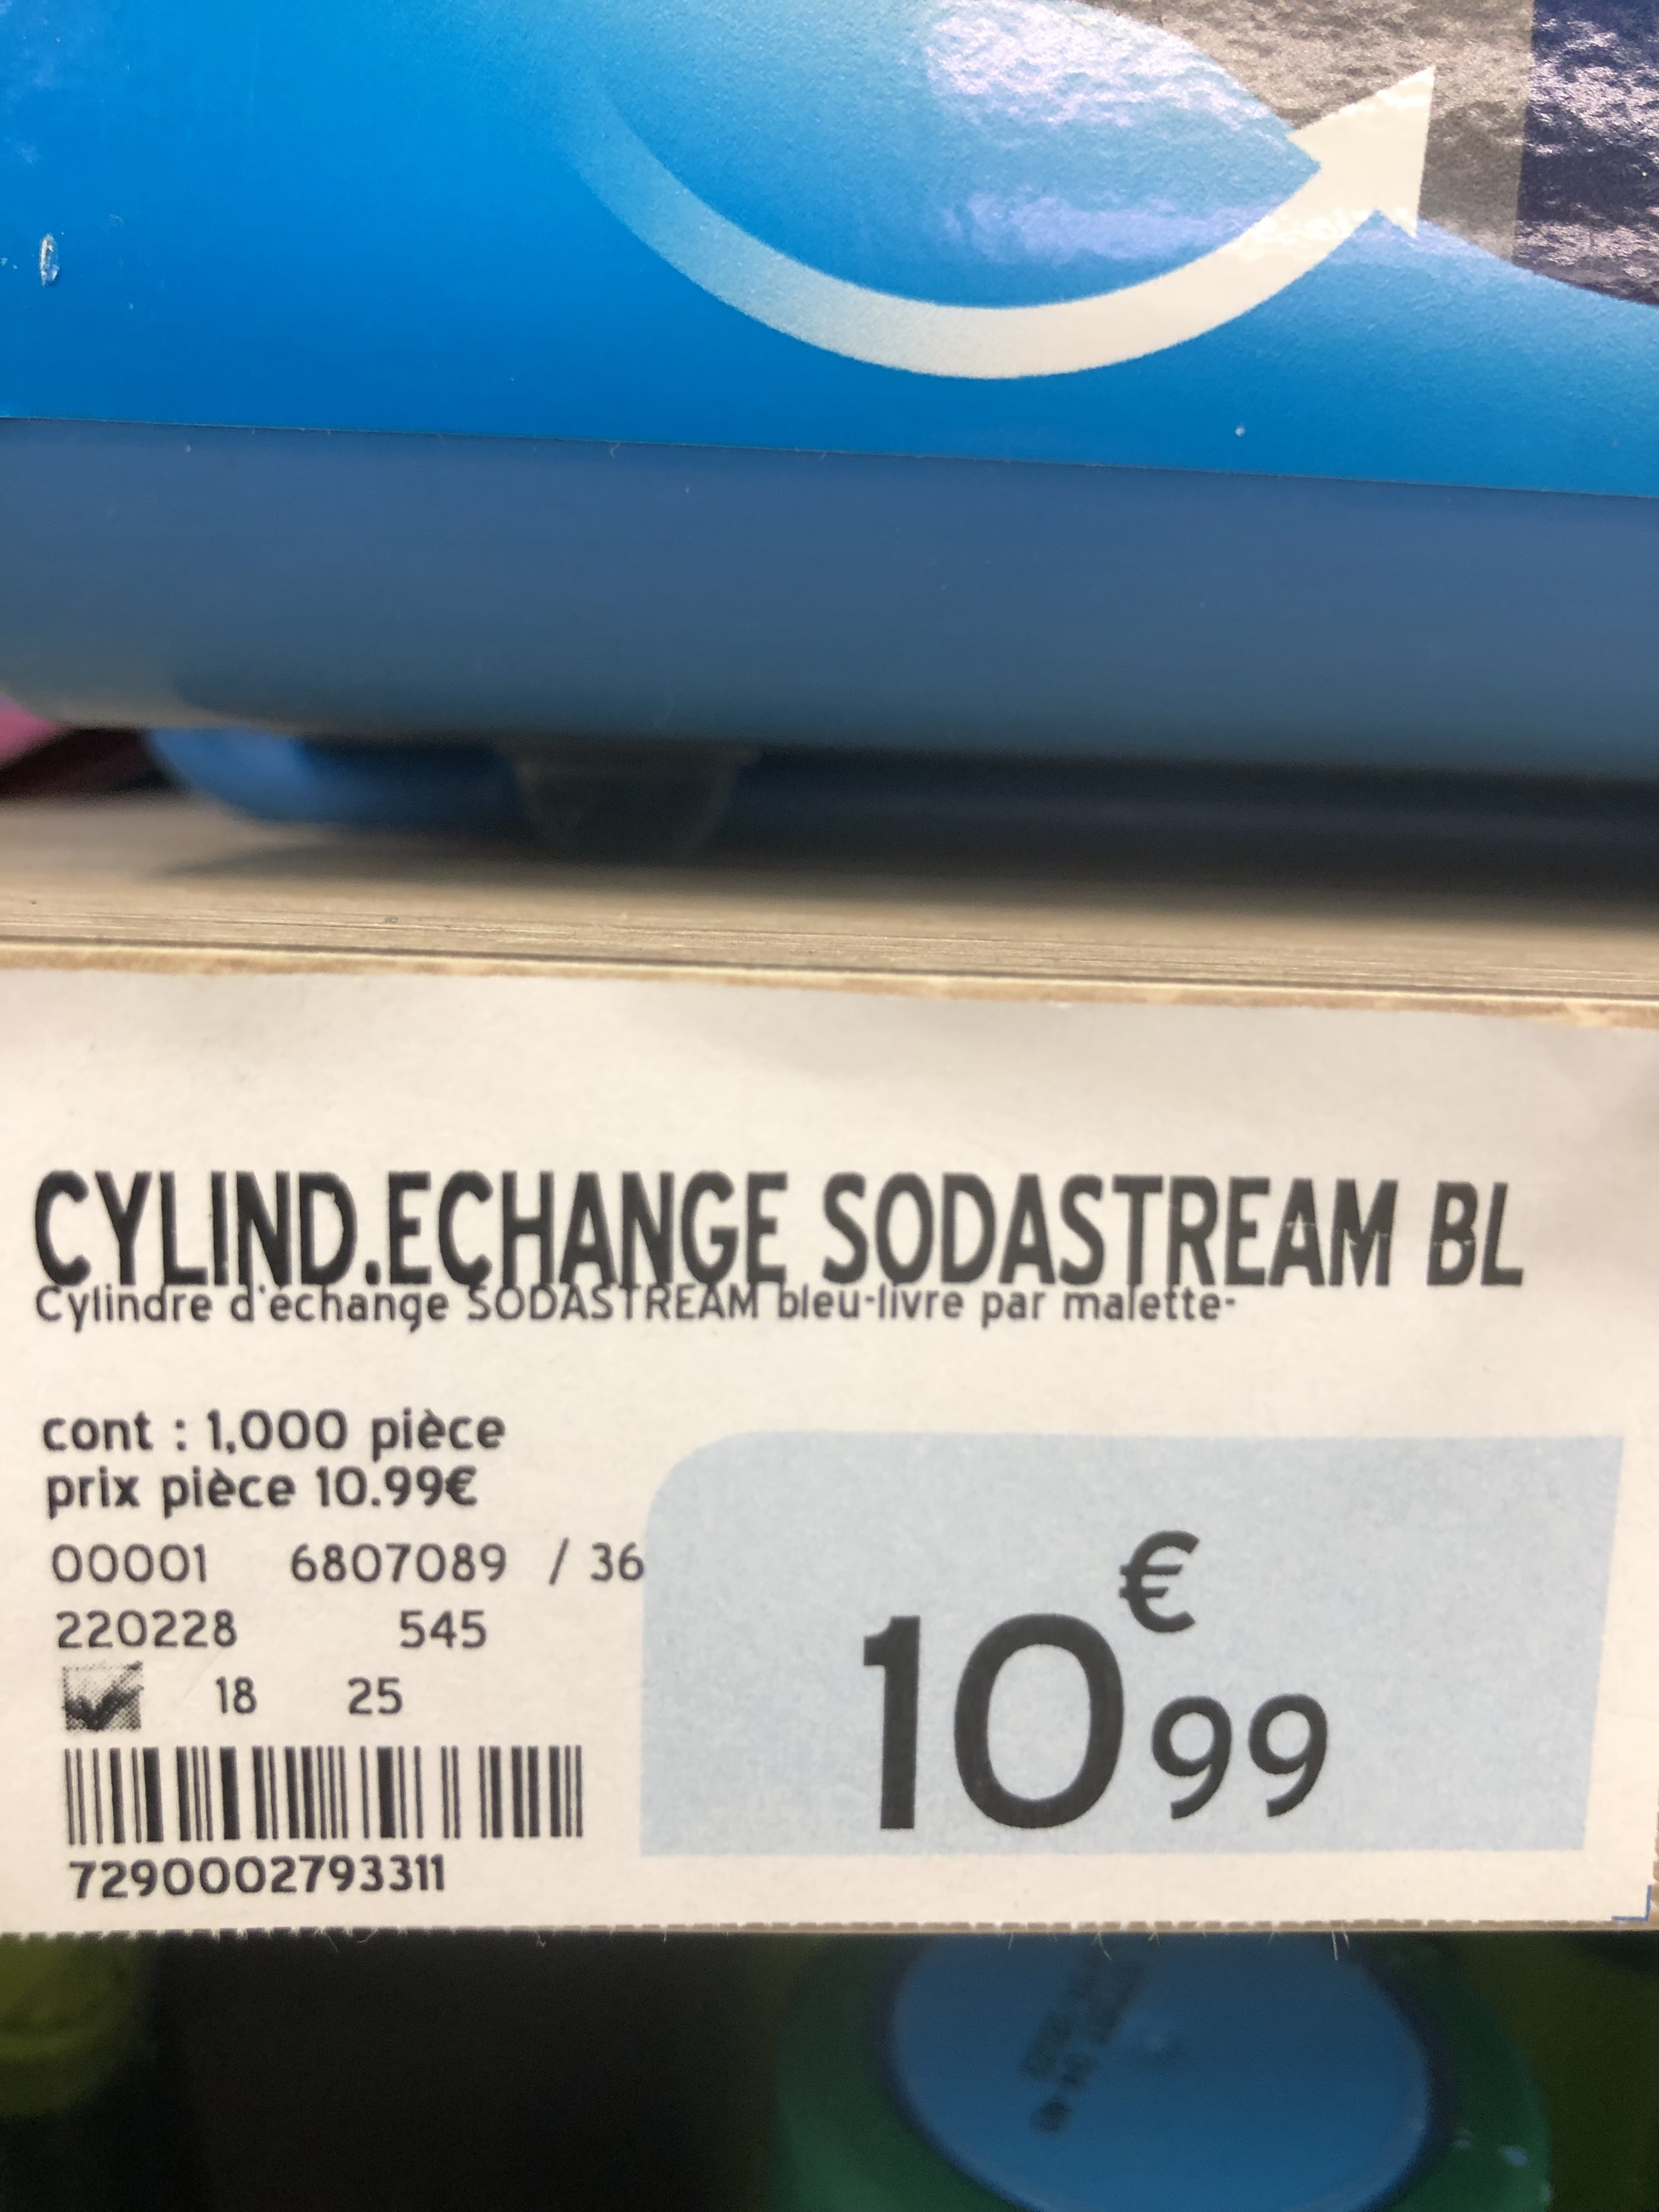 CYLIND.ECHANGE SODASTREAM BL
Cylindre d'échange SODASTREAM bleu-livre par malette-
cont : 1,000 pièce
prix pièce 10.99€
00001 6807089 / 36
220228 545
18 25
7290002793311
10€99